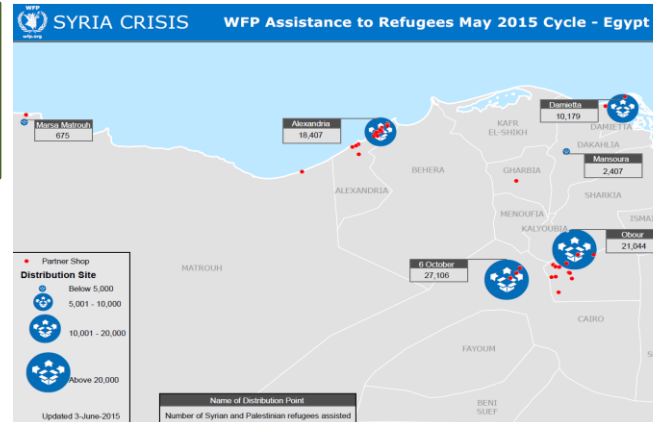 WFP
wfp.org
SYRIA CRISIS
WFP Assistance to Refugees May 2015 Cycle - Egypt
Marsa Matrouh
675
Alexandria
18,407
Damietta
10,179
KAFR
EL-SHIKH
DAMIETTA
DAKAHLIA
Mansoura
2,407
BEHERA
GHARBIA
ALEXANDRIA
SHARKIA
MENOUFIA
ISMAI
KALYOUBIA
Obour
21,044
6 October
27,106
MATROUH
CAIRO
FAYOUM
BENI
SUEF
S
Partner Shop
Distribution Site
Below 5,000
5,001 - 10,000
10,001 - 20,000
Above 20,000
Updated 3-June-2015
Name of Distribution Point
Number of Syrian and Palestinian refugees assisted